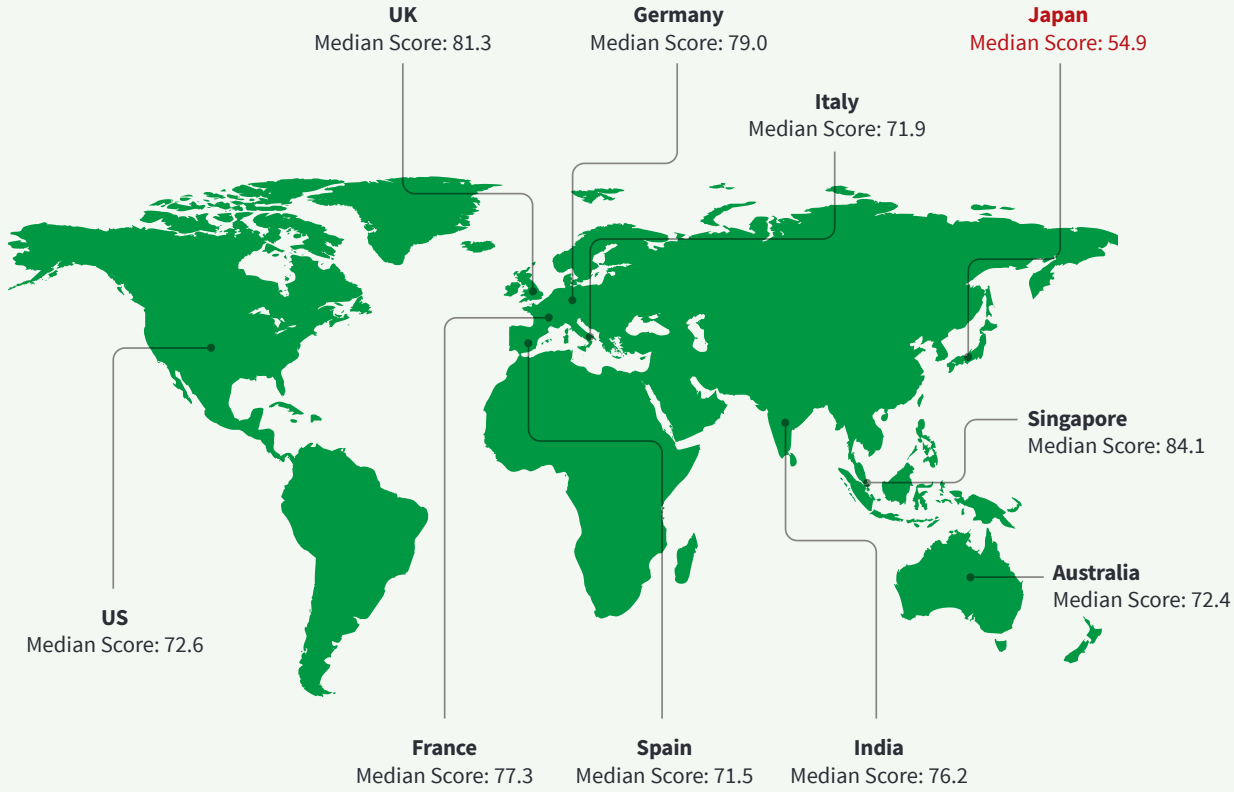 UK
Median Score: 81.3
Germany
Median Score: 79.0
Japan
Median Score: 54.9
Italy
Median Score: 71.9
Singapore
Median Score: 84.1
Australia
Median Score: 72.4
US
Median Score: 72.6
France
Median Score: 77.3
Spain
Median Score: 71.5
India
Median Score: 76.2